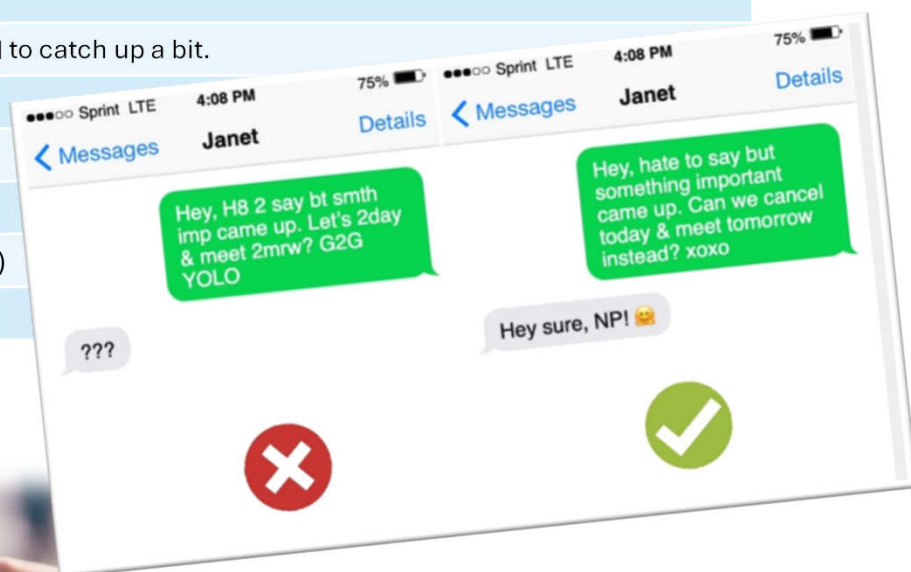 to catch up a bit.
)
Sprint LTE 4:08 PM 75%
Messages Janet Details
Hey, H8 2 say bt smth
imp came up. Let's 2day
& meet 2mrw? G2G
YOLO
???
Sprint LTE 4:08 PM 75%
Messages Janet Details
Hey, hate to say but
something important
came up. Can we cancel
today & meet tomorrow
instead? xoxo
Hey sure, NP! 🤗